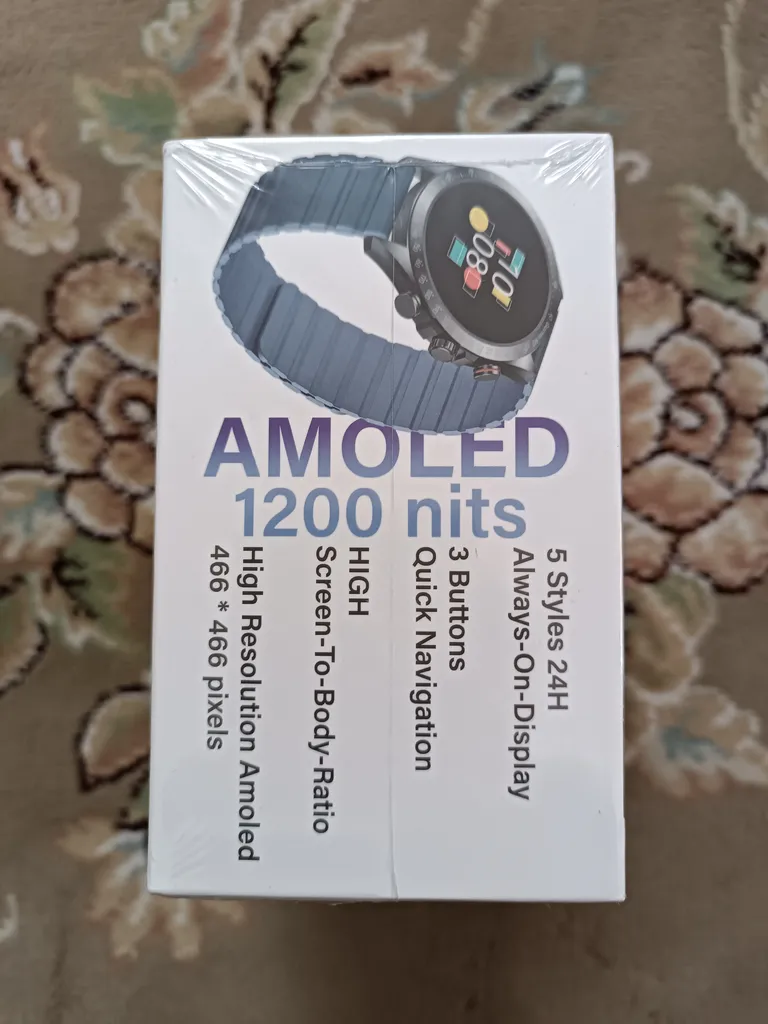 AMOLED
1200 nits
5 Styles 24H
Always-On-Display
3 Buttons
Quick Navigation
HIGH
Screen-To-Body-Ratio
High Resolution Amoled
466 * 466 pixels
08